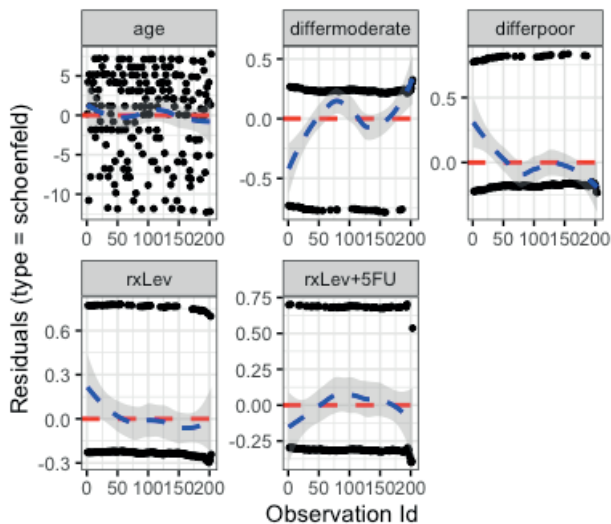 age
differmoderate
differpoor
5
0
-5
-10
0.5
0.0
-0.5
0.0
0 50 100150200
0 50 100150200
0 50 100150200
rxLev
rxLev+5FU
0.6
0.3
0.0
-0.3
0.75
0.50
0.25
0.00
-0.25
0 50 100150200
0 50 100150200
Residuals (type = schoenfeld)
Observation Id